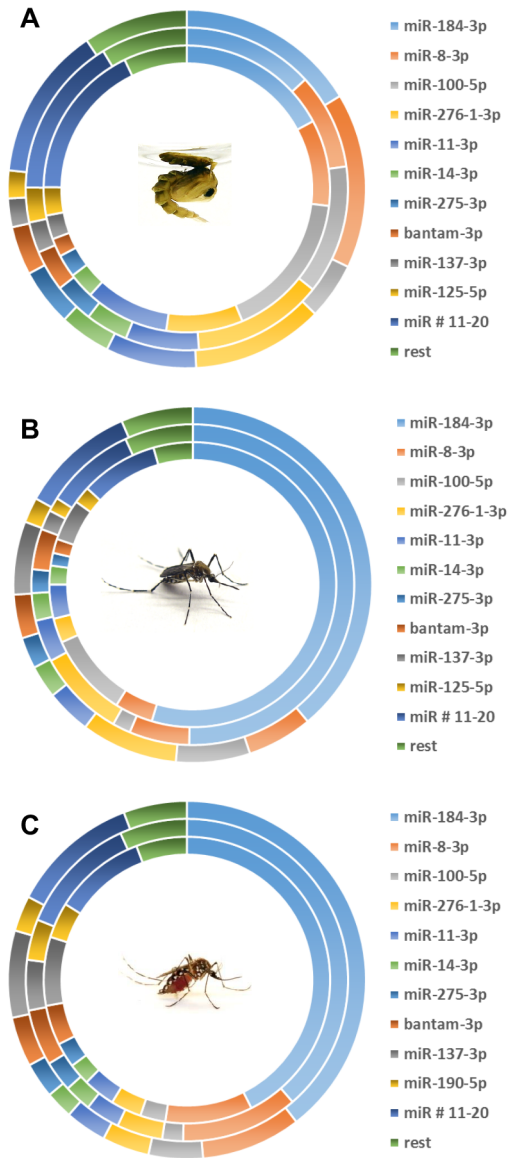 A
miR-184-3p
miR-8-3p
miR-100-5p
miR-276-1-3p
miR-11-3p
miR-14-3p
miR-275-3p
bantam-3p
miR-137-3p
miR-125-5p
miR # 11-20
rest
B
miR-184-3p
miR-8-3p
miR-100-5p
miR-276-1-3p
miR-11-3p
miR-14-3p
miR-275-3p
bantam-3p
miR-137-3p
miR-125-5p
miR # 11-20
rest
C
miR-184-3p
miR-8-3p
miR-100-5p
miR-276-1-3p
miR-11-3p
miR-14-3p
miR-275-3p
bantam-3p
miR-137-3p
miR-190-5p
miR # 11-20
rest